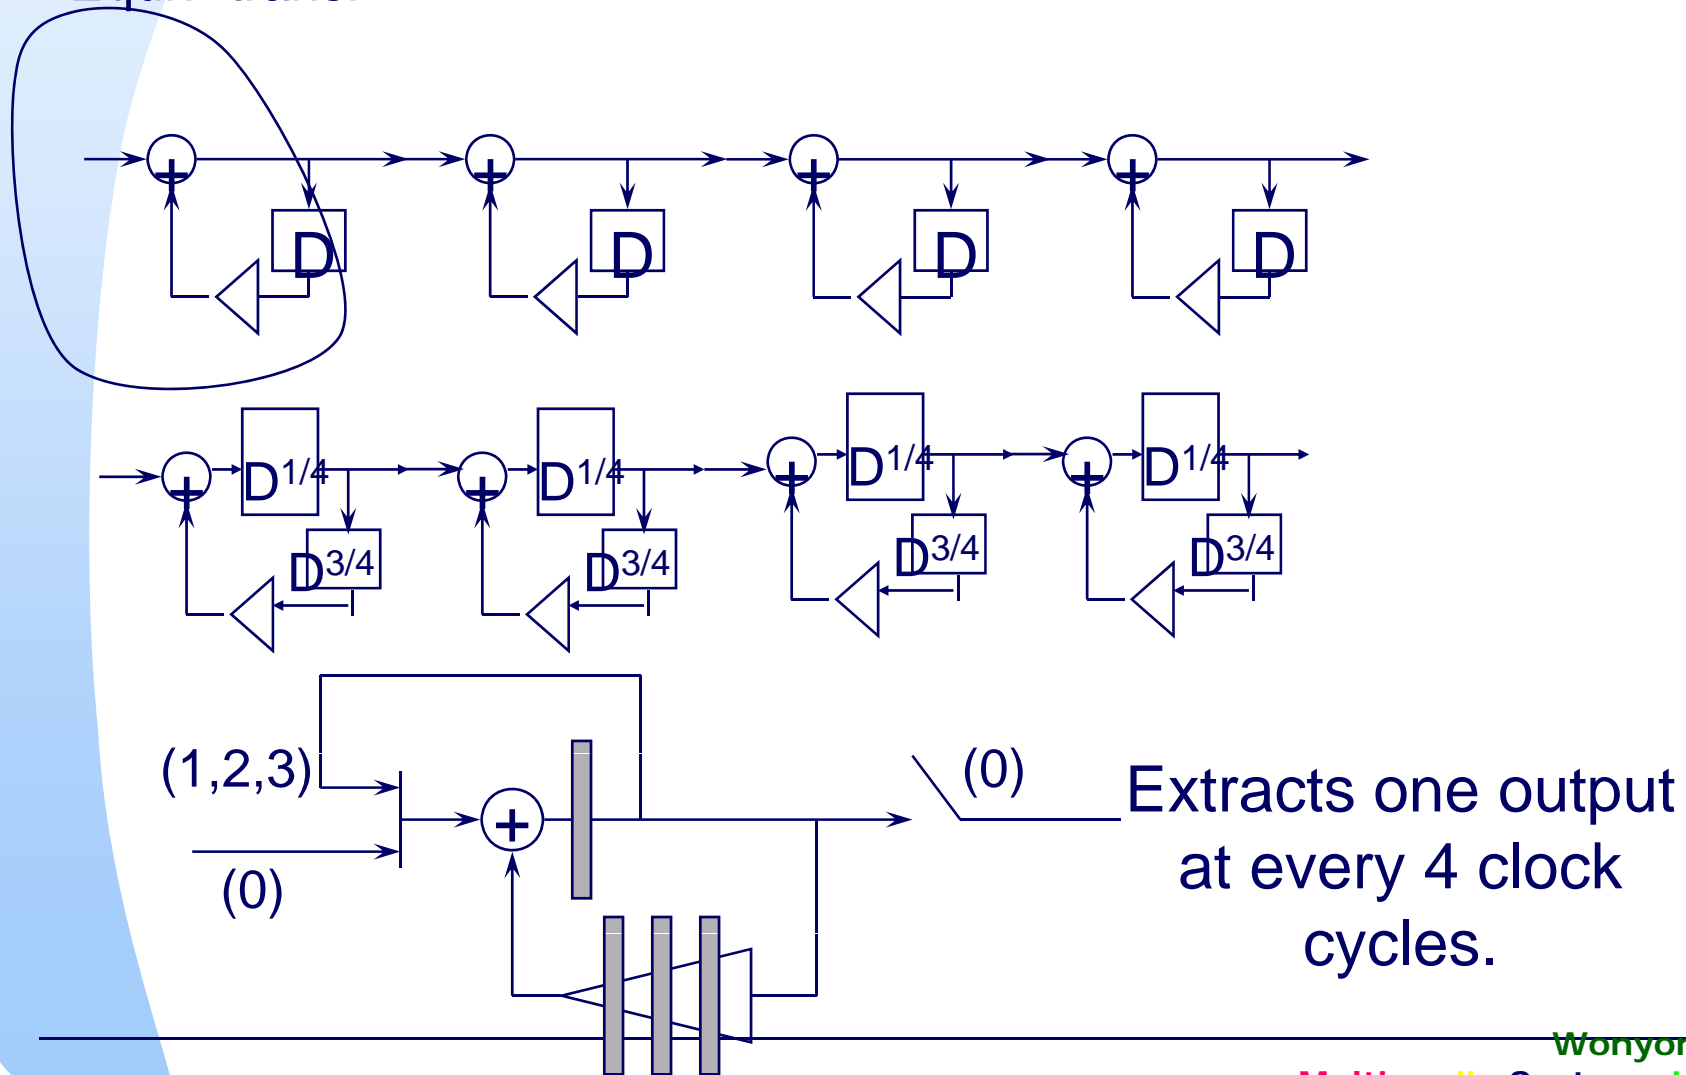 + + + +
D D D D
D1/4 D1/4 D1/4 D1/4
+ + + +
D3/4 D3/4 D3/4 D3/4
(1,2,3)
(0)
+
(0)
Extracts one output
at every 4 clock
cycles.